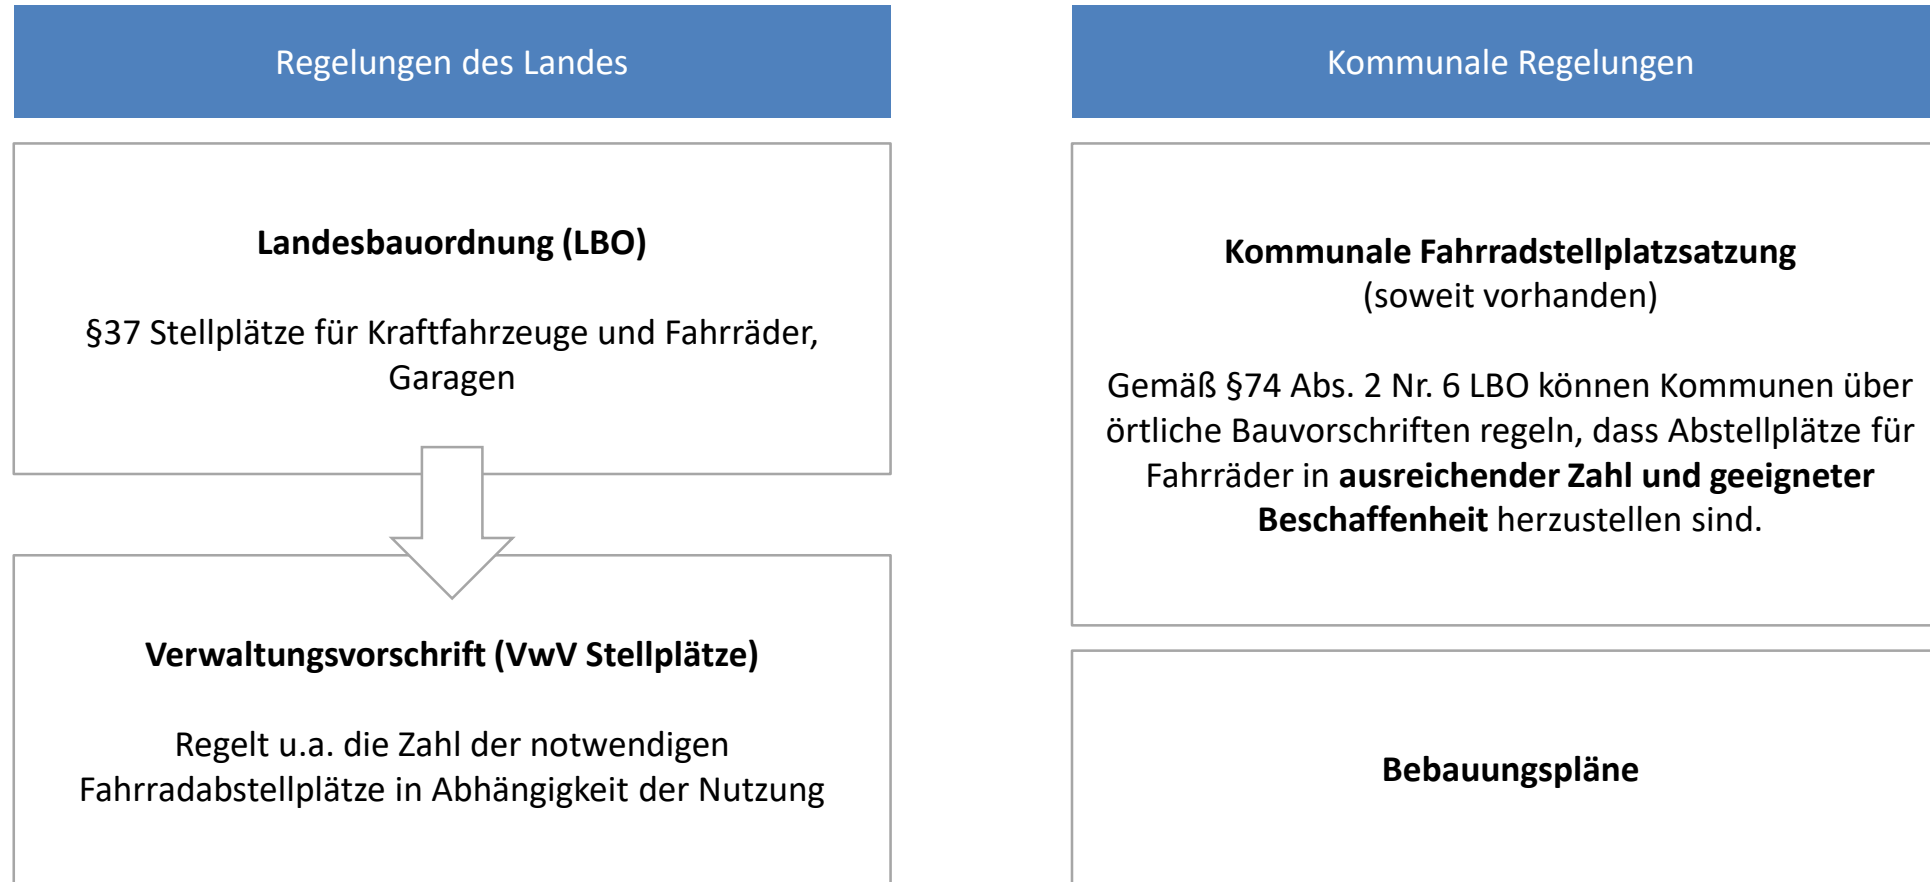 Regelungen des Landes
Landesbauordnung (LBO)
§37 Stellplätze für Kraftfahrzeuge und Fahrräder,
Garagen
Verwaltungsvorschrift (VwV Stellplätze)
Regelt u.a. die Zahl der notwendigen
Fahrradabstellplätze in Abhängigkeit der Nutzung
Kommunale Regelungen
Kommunale Fahrradstellplatzsatzung
(soweit vorhanden)
Gemäß §74 Abs. 2 Nr. 6 LBO können Kommunen über
örtliche Bauvorschriften regeln, dass Abstellplätze für
Fahrräder in ausreichender Zahl und geeigneter
Beschaffenheit herzustellen sind.
Bebauungspläne